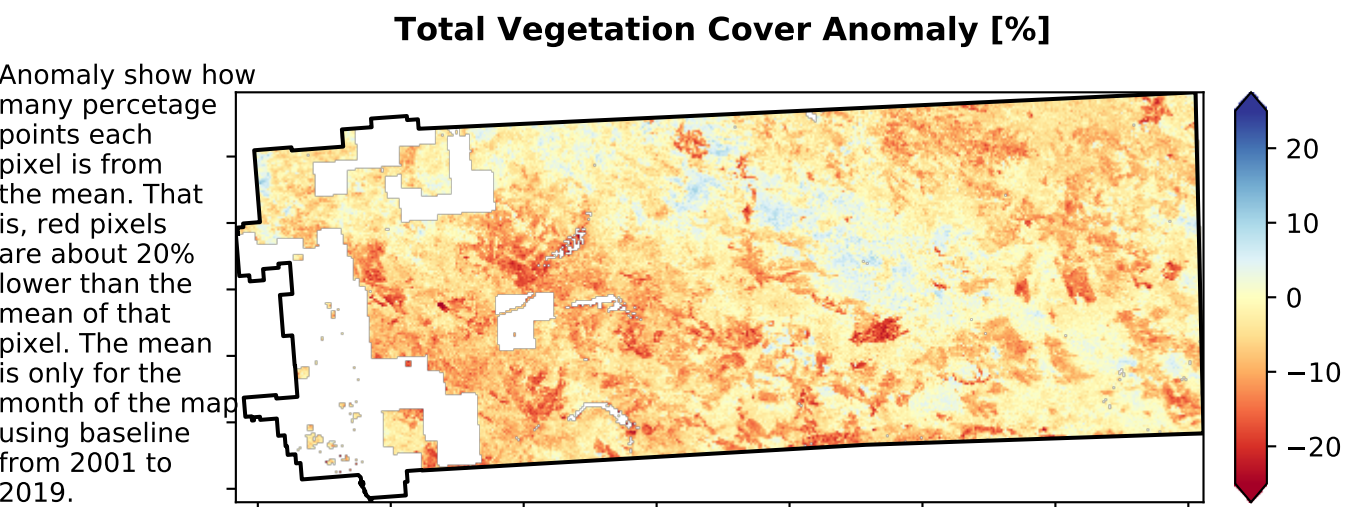 Total Vegetation Cover Anomaly [%]
Anomaly show how
many percetage
points each
pixel is from
the mean. That
is, red pixels
are about 20%
lower than the
mean of that
pixel. The mean
is only for the
month of the map
using baseline
from 2001 to
2019.
20
10
0
−10
−20